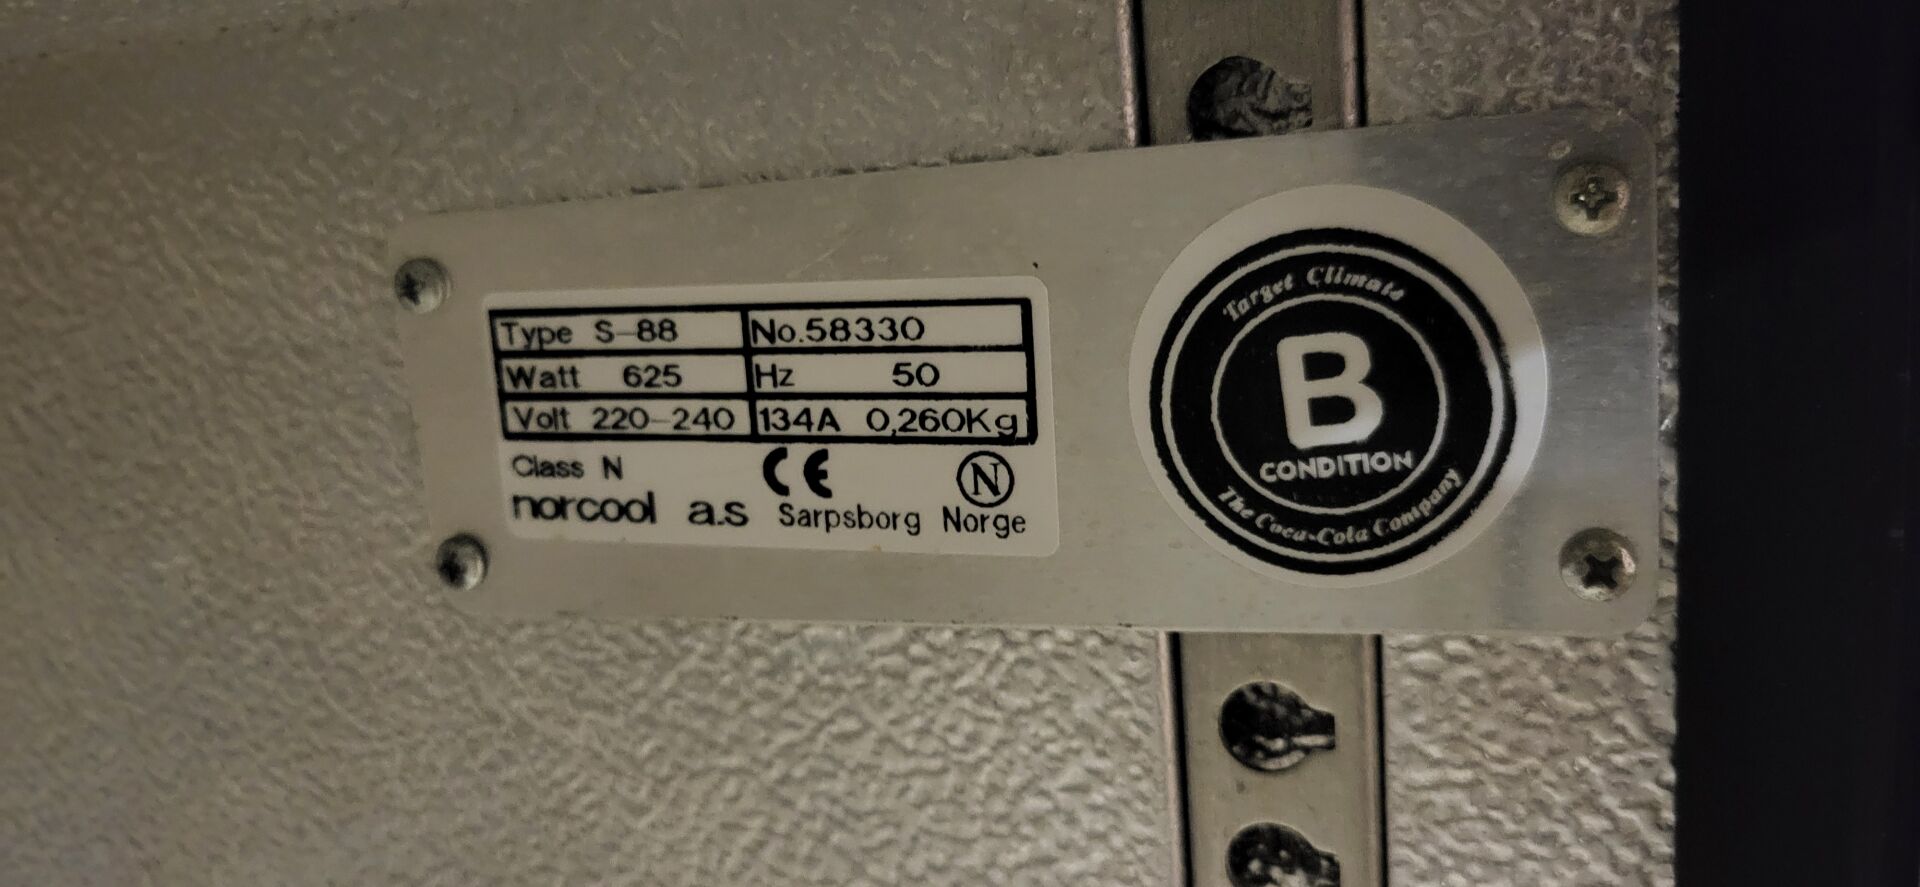 Type S-88 No.58330
Watt 625 Hz 50
Volt 220-240 134A 0,260Kg
Class N CE N
norcool a.s Sarpsborg Norge
Target Climate
B
CONDITION
The Coca-Cola Company